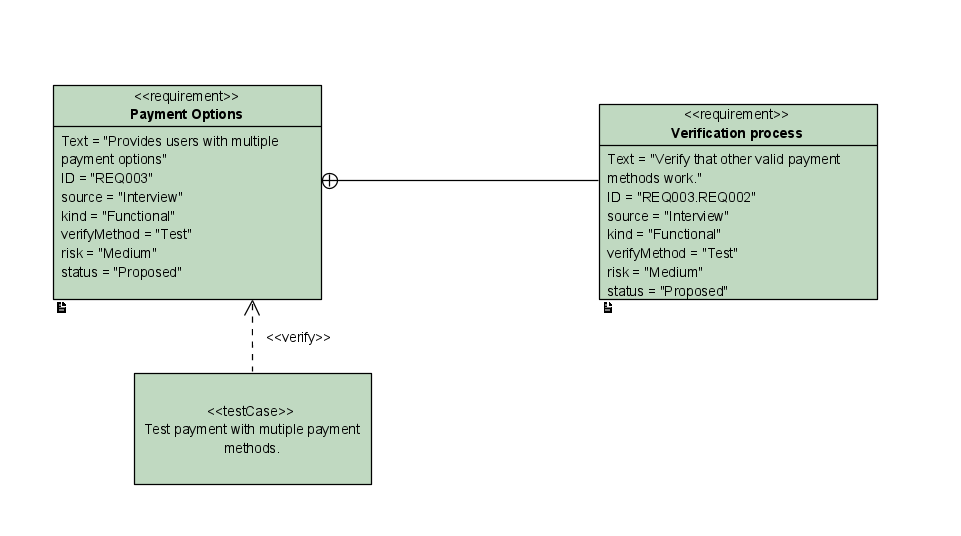 <<requirement>>
Payment Options
Text = "Provides users with multiple
payment options"
ID = "REQ003"
source = "Interview"
kind = "Functional"
verifyMethod = "Test"
risk = "Medium"
status = "Proposed"
<<requirement>>
Verification process
Text = "Verify that other valid payment
methods work."
ID = "REQ003.REQ002"
source = "Interview"
kind = "Functional"
verifyMethod = "Test"
risk = "Medium"
status = "Proposed"
<<verify>>
<<testCase>>
Test payment with mutiple payment
methods.